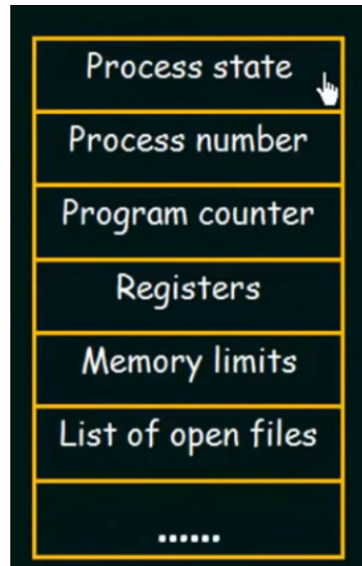 Process state
Process number
Program counter
Registers
Memory limits
List of open files
......